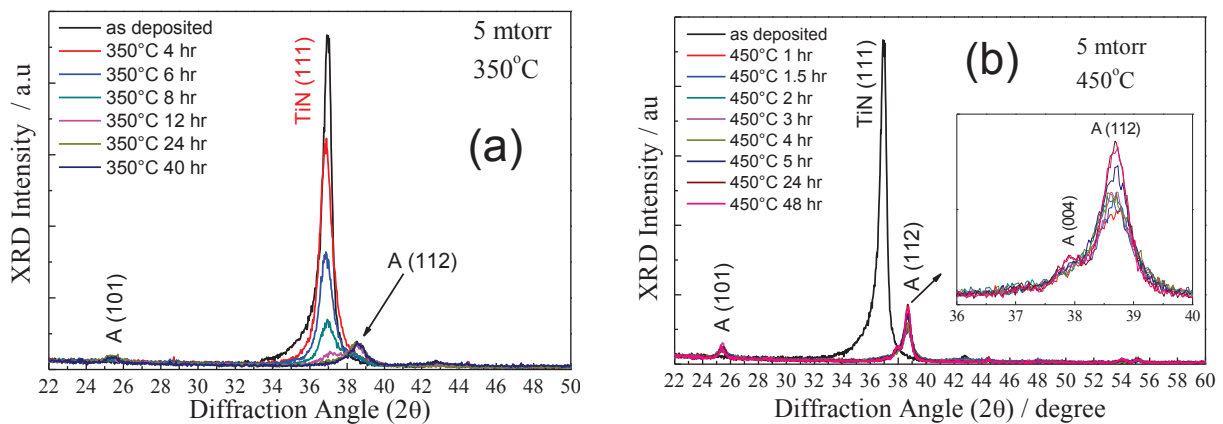 as deposited
350°C 4 hr
350°C 6 hr
350°C 8 hr
350°C 12 hr
350°C 24 hr
350°C 40 hr
TiN (111)
5 mtorr
350°C
(a)
A (101)
A (112)
XRD Intensity / a.u
22 24 26 28 30 32 34 36 38 40 42 44 46 48 50
Diffraction Angle (2θ)
as deposited
450°C 1 hr
450°C 1.5 hr
450°C 2 hr
450°C 3 hr
450°C 4 hr
450°C 5 hr
450°C 24 hr
450°C 48 hr
TiN (111)
(b)
5 mtorr
450°C
A (112)
A (004)
36 37 38 39 40
A (101)
A (112)
XRD Intensity / au
22 24 26 28 30 32 34 36 38 40 42 44 46 48 50 52 54 56 58 60
Diffraction Angle (2θ) / degree